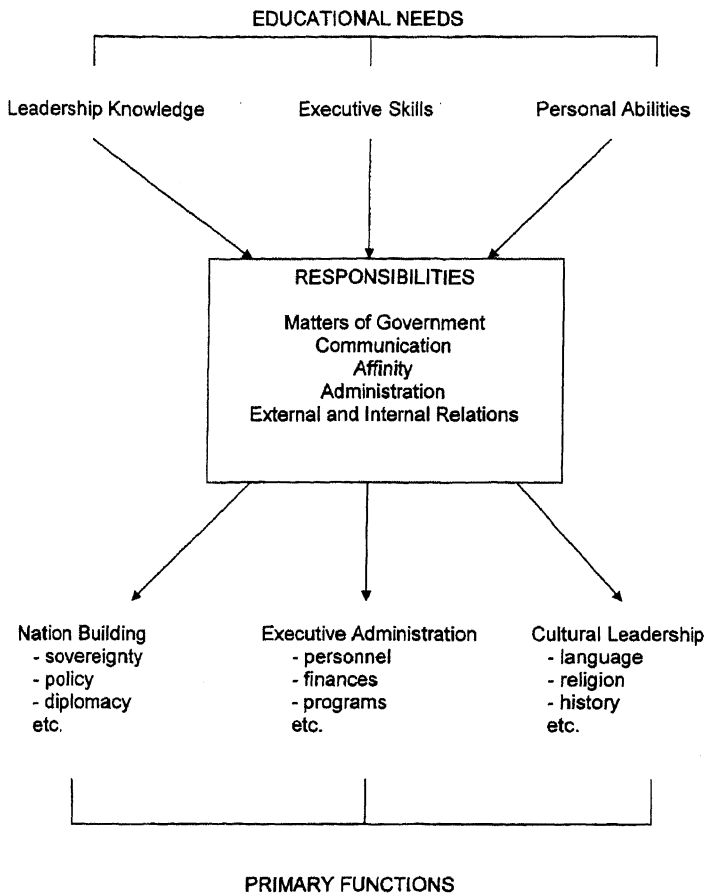 EDUCATIONAL NEEDS
Leadership Knowledge Executive Skills Personal Abilities
RESPONSIBILITIES
Matters of Government
Communication
Affinity
Administration
External and Internal Relations
Nation Building Executive Administration Cultural Leadership
- sovereignty - personnel - language
- policy - finances - religion
- diplomacy - programs - history
etc. etc. etc.
PRIMARY FUNCTIONS